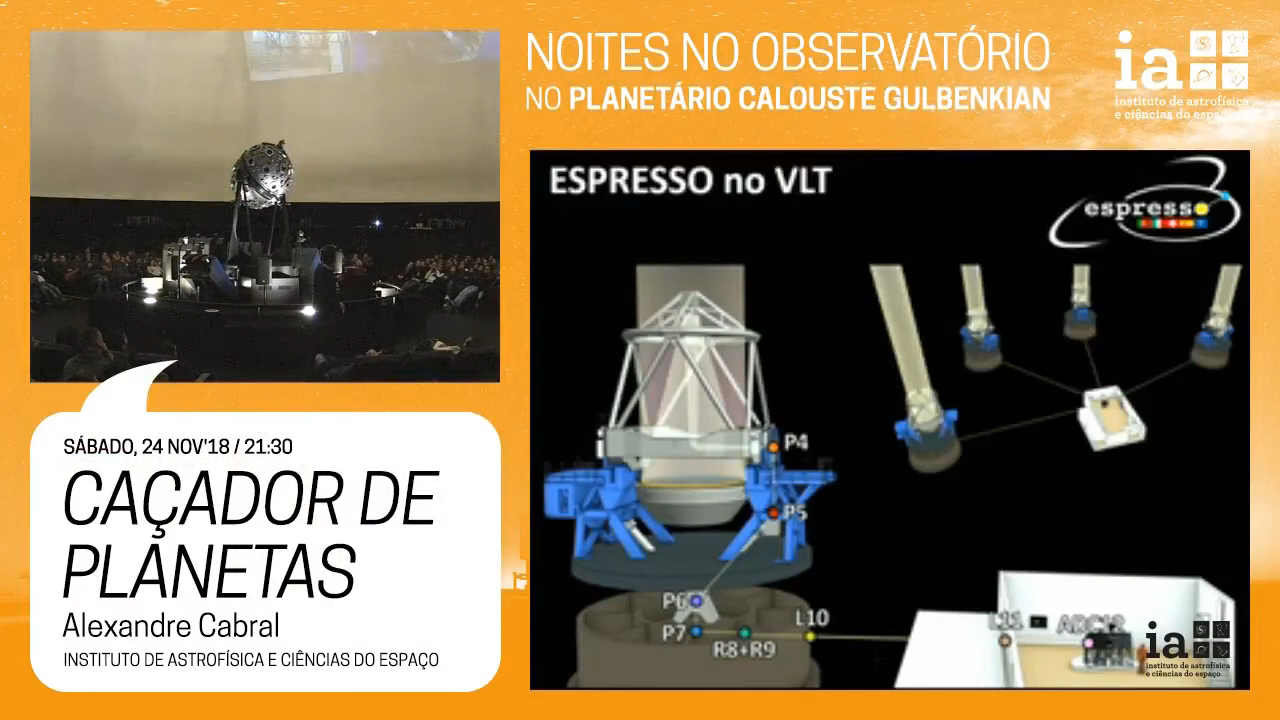 NOITES NO OBSERVATÓRIO
NO PLANETÁRIO CALOUSTE GULBENKIAN
ia
instituto de astrofísica
e ciências do espaço
SÁBADO, 24 NOV'18 / 21:30
CAÇADOR DE
PLANETAS
Alexandre Cabral
INSTITUTO DE ASTROFÍSICA E CIÊNCIAS DO ESPAÇO
ESPRESSO no VLT
espresso
P4
P5
P6
P7
R8+R9
L10
L11
ADC12
ia
instituto de astrofísica
e ciências do espaço